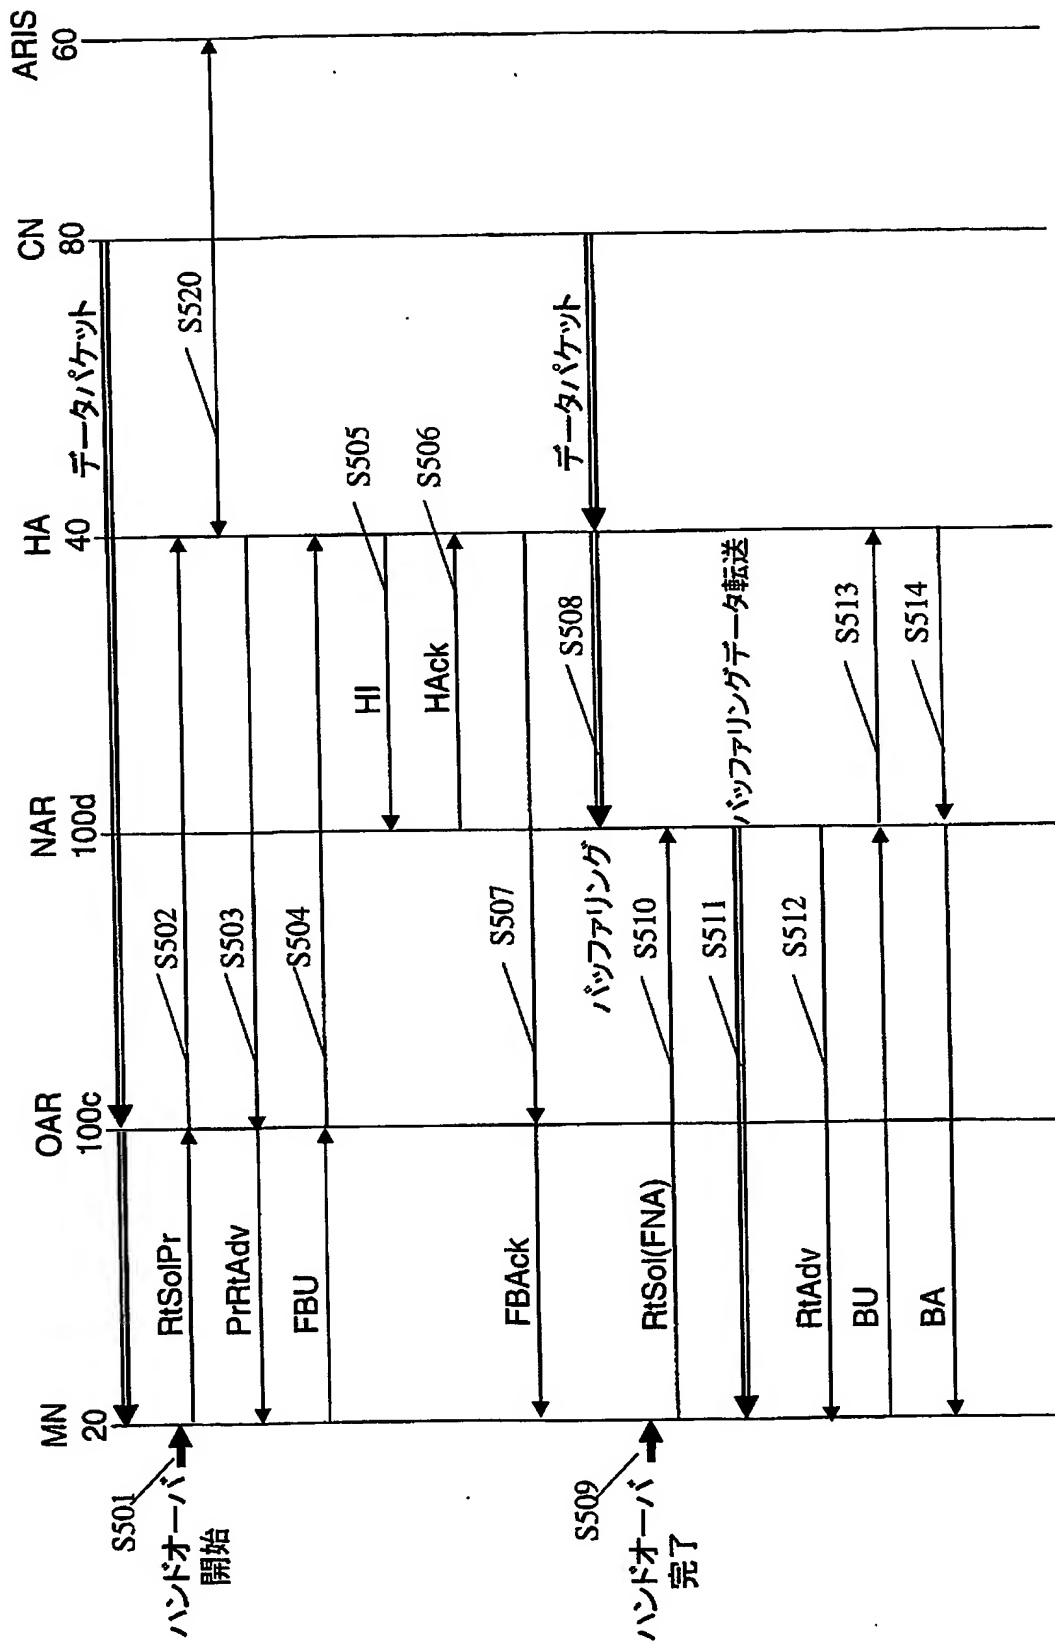 MN
20
OAR
100c
NAR
100d
HA
40
CN
80
ARIS
60
データパケット
S501
ハンドオーバ
開始
RtSolPr
S502
S520
PrRtAdv
S503
FBU
S504
HI
S505
HAck
S506
FBAck
S507
データパケット
S508
バッファリング
S509
ハンドオーバ
完了
RtSol(FNA)
S510
バッファリングデータ転送
S511
RtAdv
S512
BU
S513
BA
S514